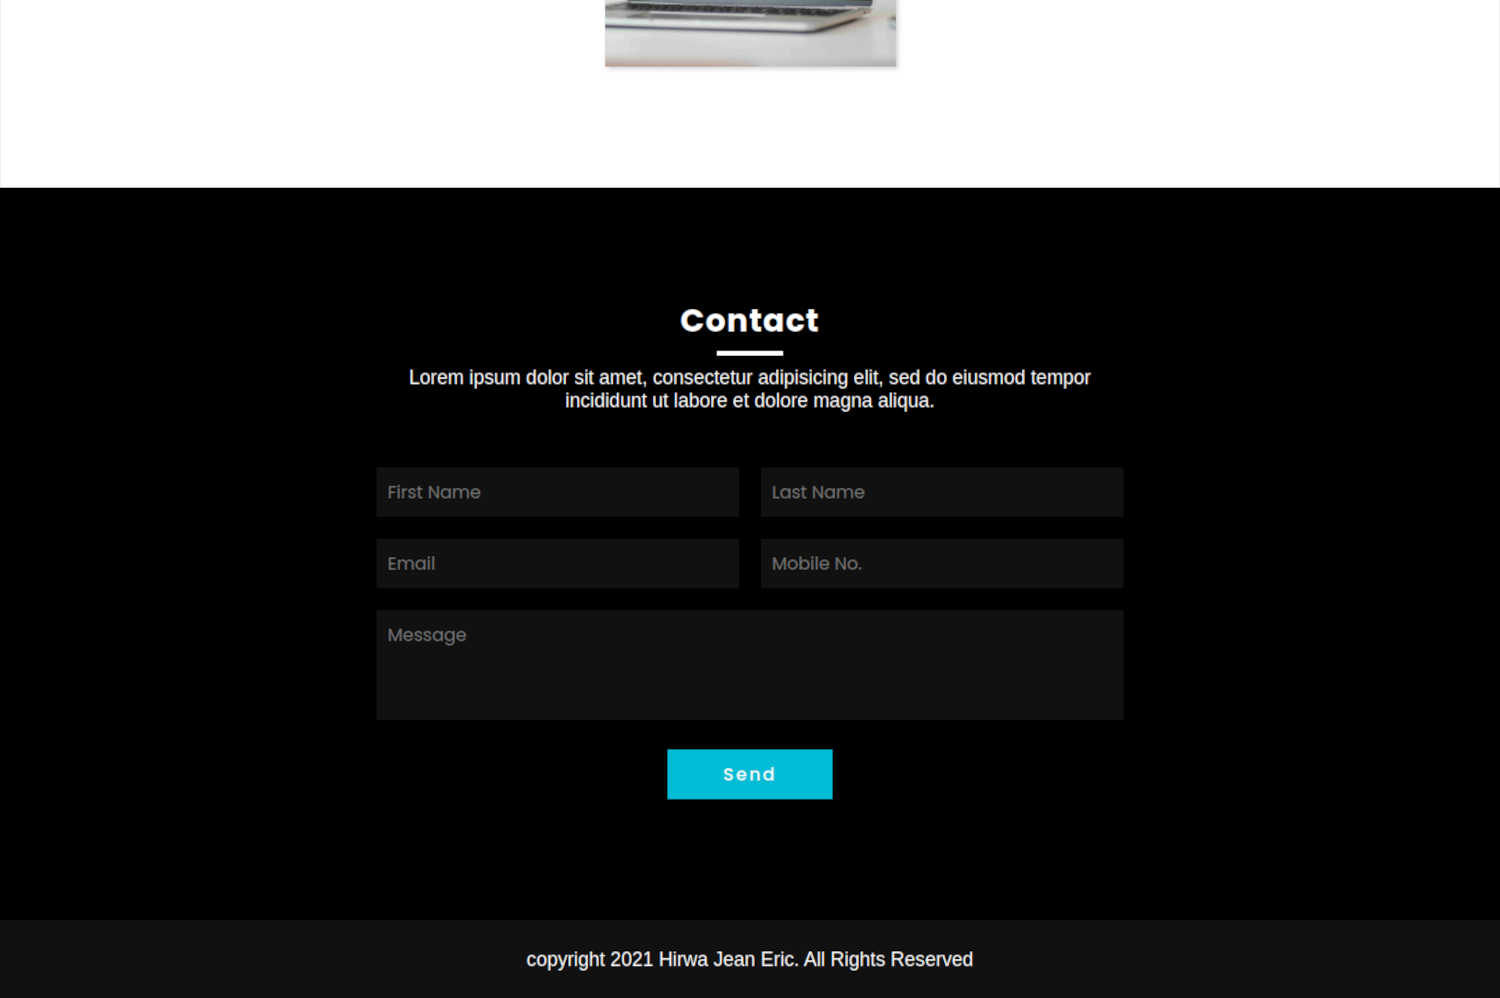 Contact
Lorem ipsum dolor sit amet, consectetur adipisicing elit, sed do eiusmod tempor
incididunt ut labore et dolore magna aliqua.
First Name
Last Name
Email
Mobile No.
Message
Send
copyright 2021 Hirwa Jean Eric. All Rights Reserved